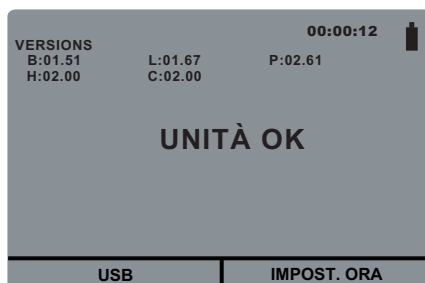 00:00:12
VERSIONS
B:01.51 L:01.67 P:02.61
H:02.00 C:02.00
UNITÀ OK
USB IMPOST. ORA